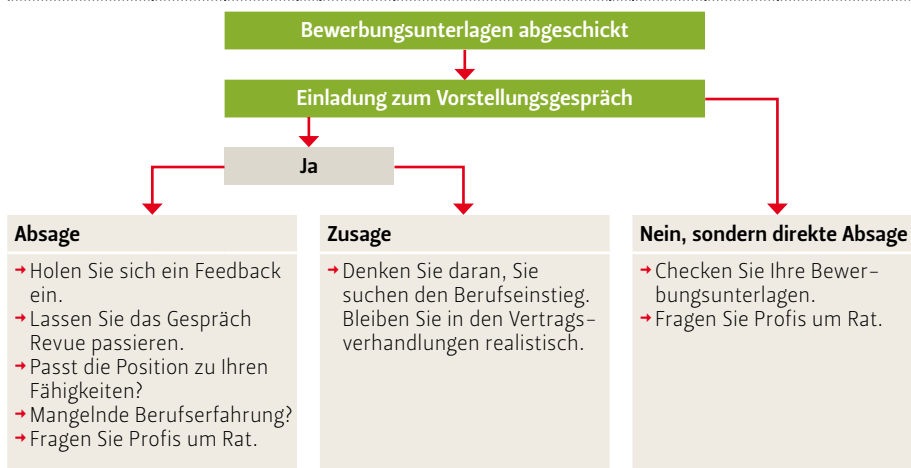 Bewerbungsunterlagen abgeschickt
Einladung zum Vorstellungsgespräch
Ja
Absage
→ Holen Sie sich ein Feedback
ein.
→ Lassen Sie das Gespräch
Revue passieren.
→ Passt die Position zu Ihren
Fähigkeiten?
→ Mangelnde Berufserfahrung?
→ Fragen Sie Profis um Rat.
Zusage
→ Denken Sie daran, Sie
suchen den Berufseinstieg.
Bleiben Sie in den Vertrags-
verhandlungen realistisch.
Nein, sondern direkte Absage
→ Checken Sie Ihre Bewer-
bungsunterlagen.
→ Fragen Sie Profis um Rat.